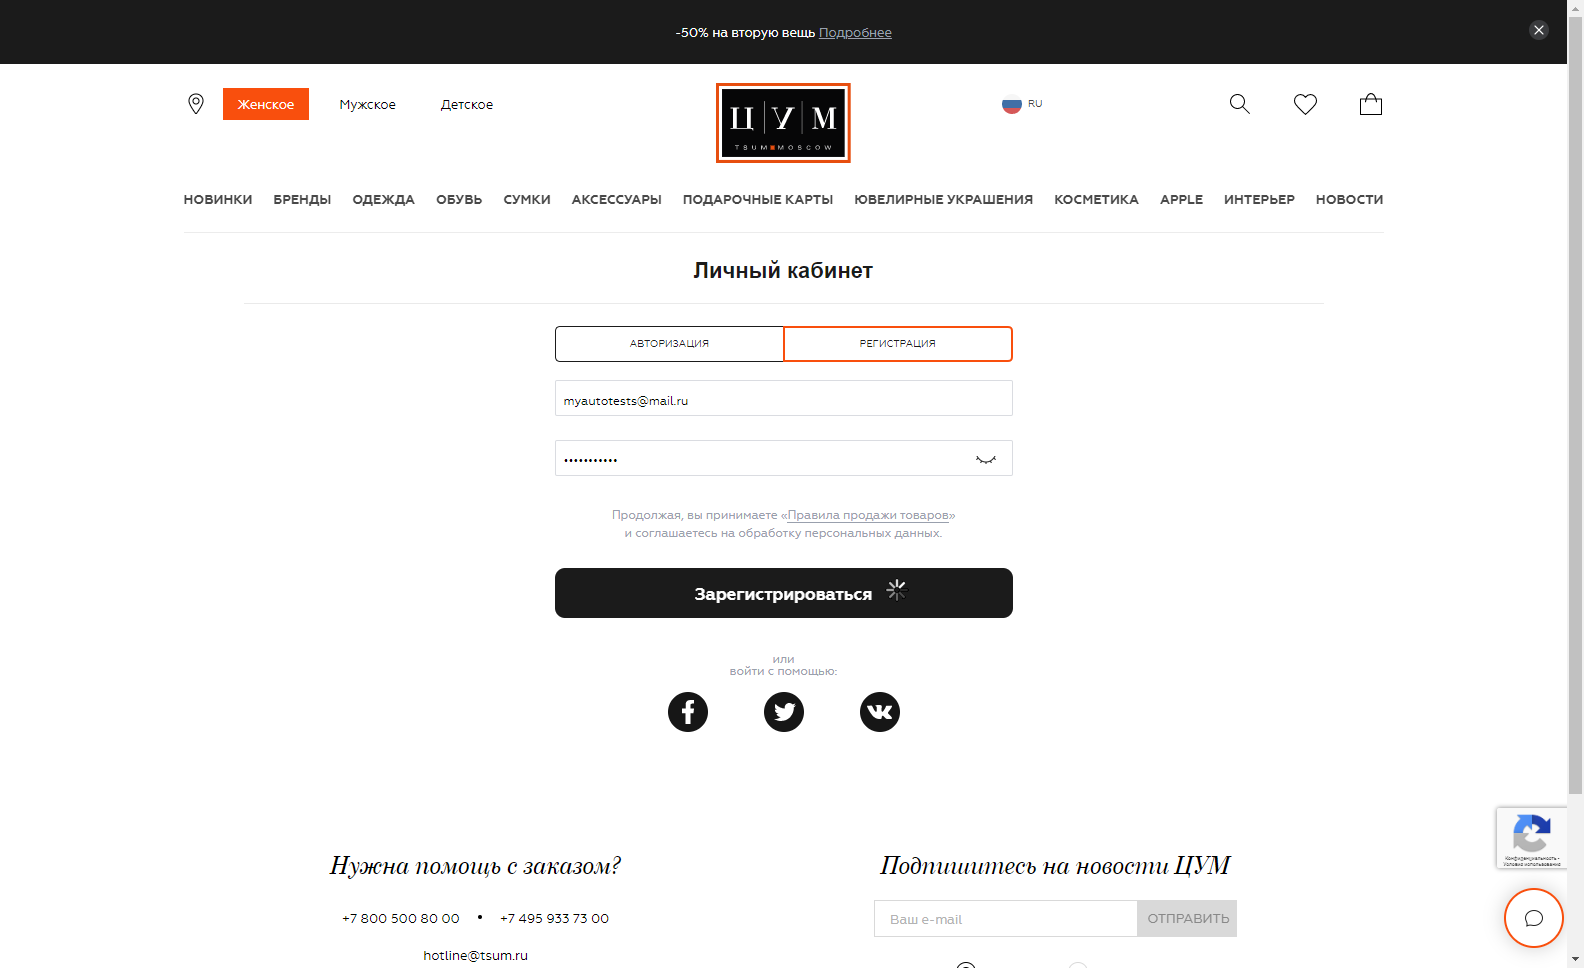 -50% на вторую вещь Подробнее
Женское
Мужское
Детское
ЦУМ
TSUM MOSCOW
RU
НОВИНКИ
БРЕНДЫ
ОДЕЖДА
ОБУВЬ
СУМКИ
АКСЕССУАРЫ
ПОДАРОЧНЫЕ КАРТЫ
ЮВЕЛИРНЫЕ УКРАШЕНИЯ
КОСМЕТИКА
APPLE
ИНТЕРЬЕР
НОВОСТИ
Личный кабинет
АВТОРИЗАЦИЯ
РЕГИСТРАЦИЯ
myautotests@mail.ru
•••••••••••
Продолжая, вы принимаете «Правила продажи товаров»
и соглашаетесь на обработку персональных данных.
Зарегистрироваться
или
войти с помощью:
Нужна помощь с заказом?
+7 800 500 80 00 • +7 495 933 73 00
hotline@tsum.ru
Подпишитесь на новости ЦУМ
Ваш e-mail
ОТПРАВИТЬ
Конфиденциальность -
Условия использования